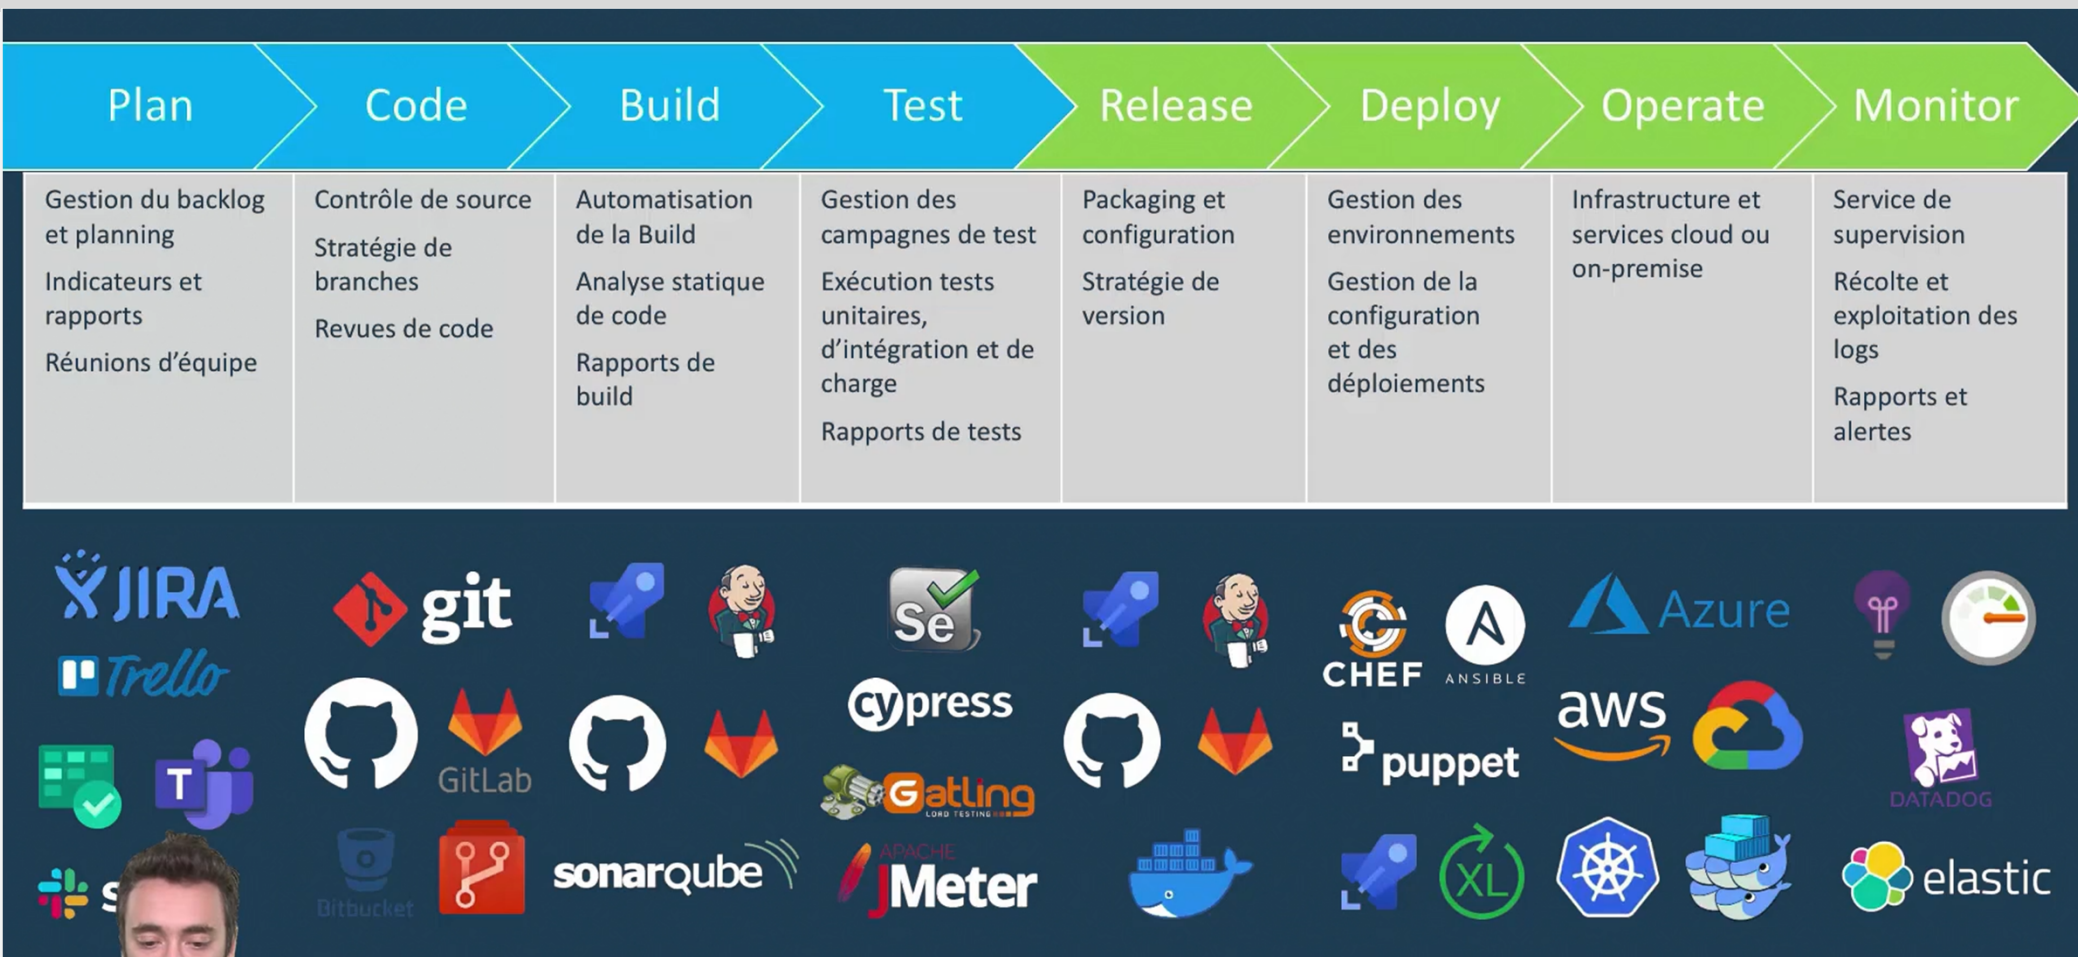 Plan
Code
Build
Test
Release
Deploy
Operate
Monitor
Gestion du backlog
et planning
Indicateurs et
rapports
Réunions d'équipe
Contrôle de source
Stratégie de
branches
Revues de code
Automatisation
de la Build
Analyse statique
de code
Rapports de
build
Gestion des
campagnes de test
Exécution tests
unitaires,
d'intégration et de
charge
Rapports de tests
Packaging et
configuration
Stratégie de
version
Gestion des
environnements
Gestion de la
configuration
et des
déploiements
Infrastructure et
services cloud ou
on-premise
Service de
supervision
Récolte et
exploitation des
logs
Rapports et
alertes
JIRA
Trello
T
s
git
GitLab
Bitbucket
sonarqube
Se
cypress
Gatling
LOAD TESTING
APACHE
JMeter
CHEF
ANSIBLE
puppet
XL
Azure
aws
DATADOG
elastic